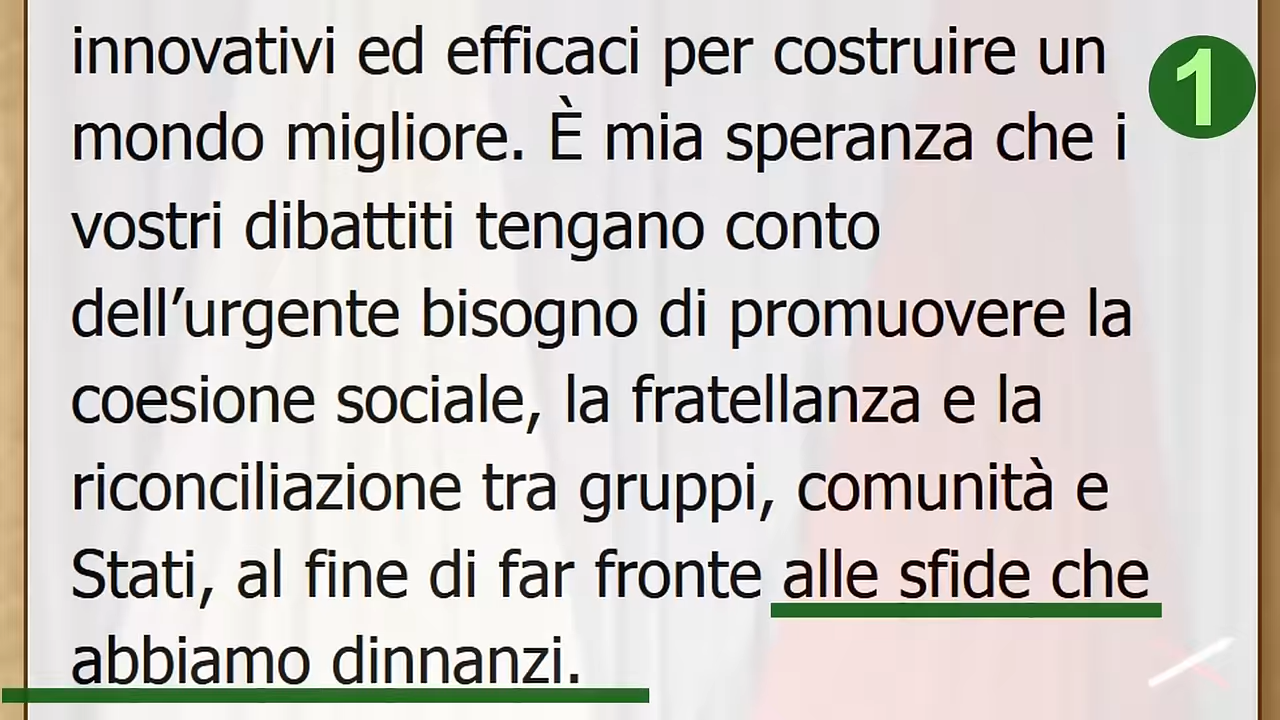 innovativi ed efficaci per costruire un
mondo migliore. È mia speranza che i
vostri dibattiti tengano conto
dell’urgente bisogno di promuovere la
coesione sociale, la fratellanza e la
riconciliazione tra gruppi, comunità e
Stati, al fine di far fronte alle sfide che
abbiamo dinnanzi.
1